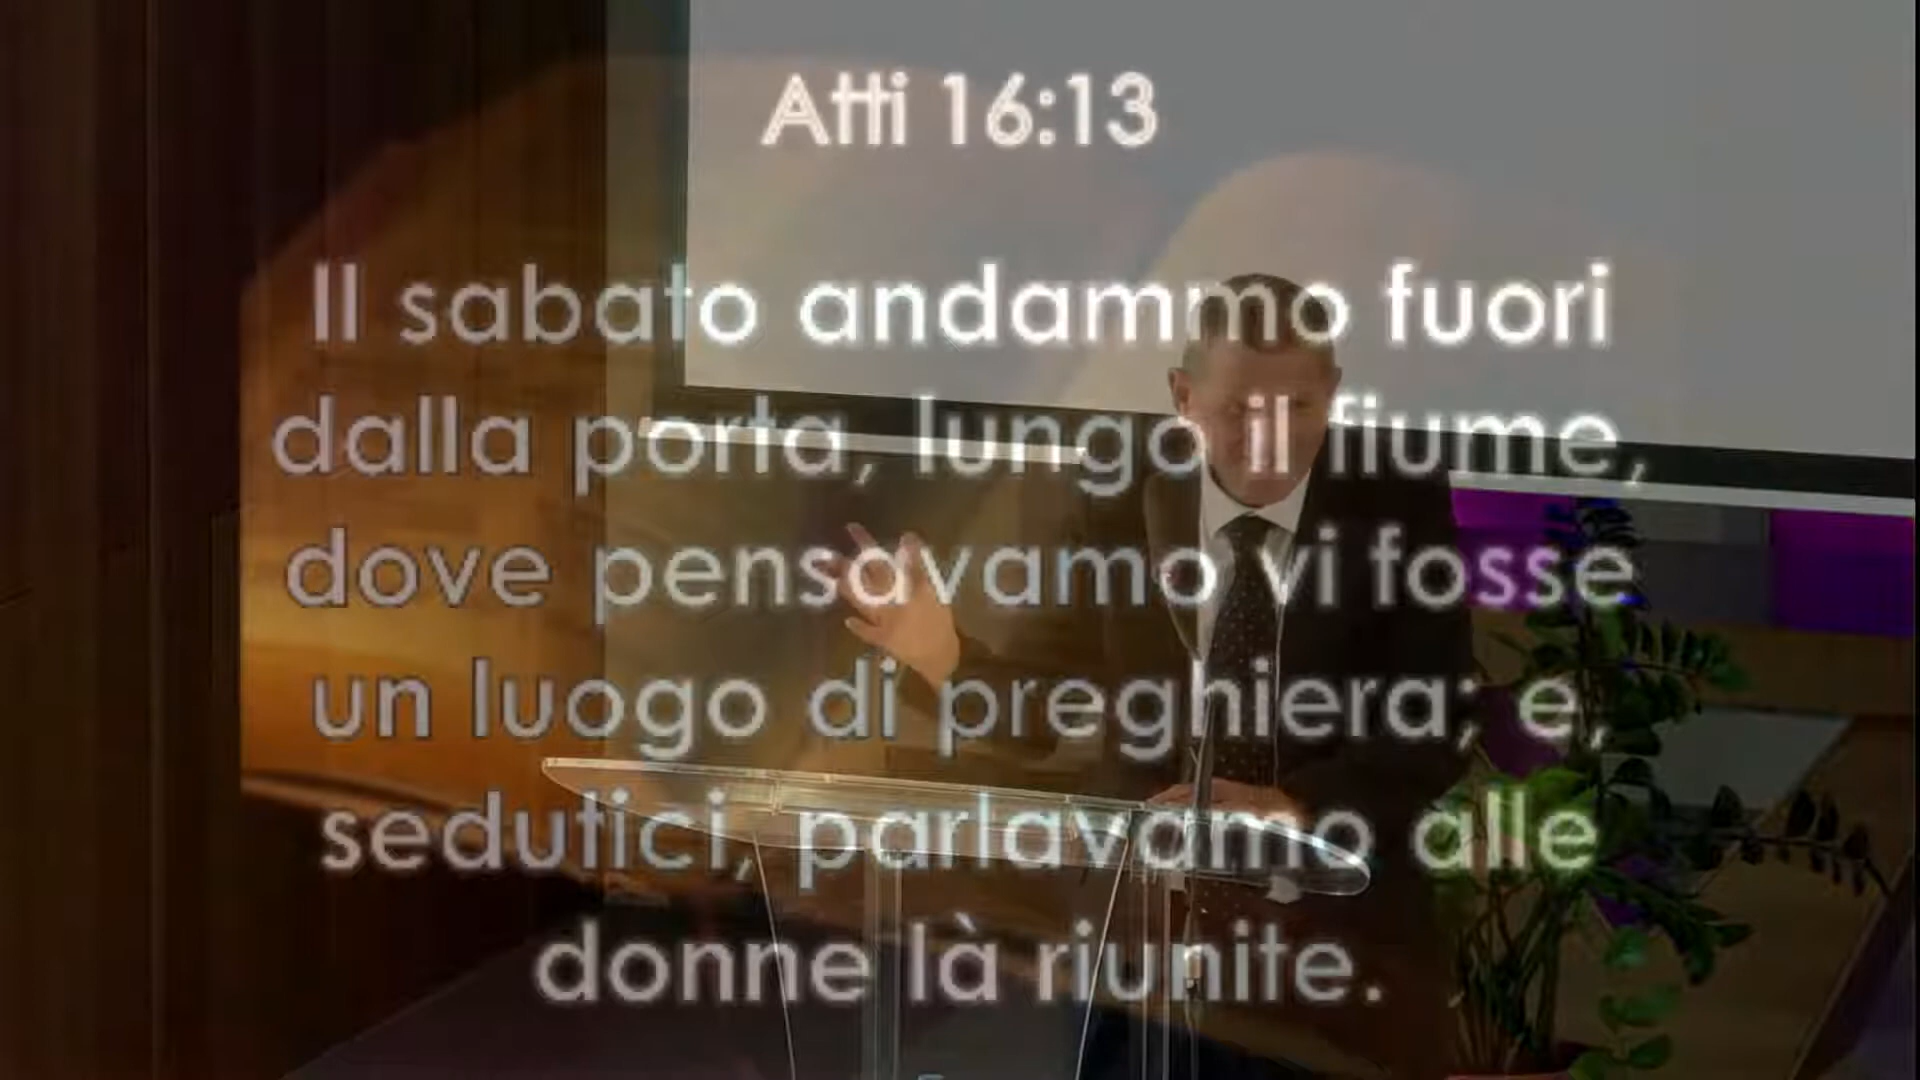 Atti 16:13
Il sabato andammo fuori
dalla porta, lungo il fiume,
dove pensavamo vi fosse
un luogo di preghiera; e,
sedutici, parlavamo alle
donne là riunite.